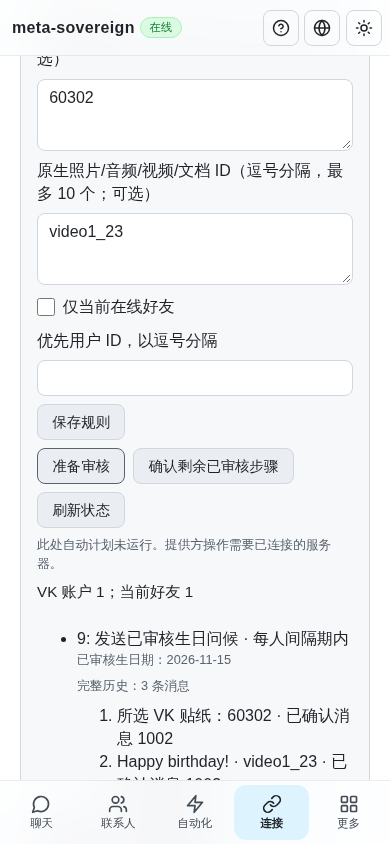 meta-sovereign 在线
选）
60302
原生照片/音频/视频/文档 ID（逗号分隔，最
多 10 个；可选）
video1_23
仅当前在线好友
优先用户 ID，以逗号分隔
保存规则
准备审核 确认剩余已审核步骤
刷新状态
此处自动计划未运行。提供方操作需要已连接的服务
器。
VK 账户 1；当前好友 1
9: 发送已审核生日问候 · 每人间隔期内
已审核生日期：2026-11-15
完整历史：3 条消息
1. 所选 VK 贴纸：60302 · 已确认消
息 1002
2. Happy birthday! · video1_23 · 已
聊天 联系人 自动化 连接 更多